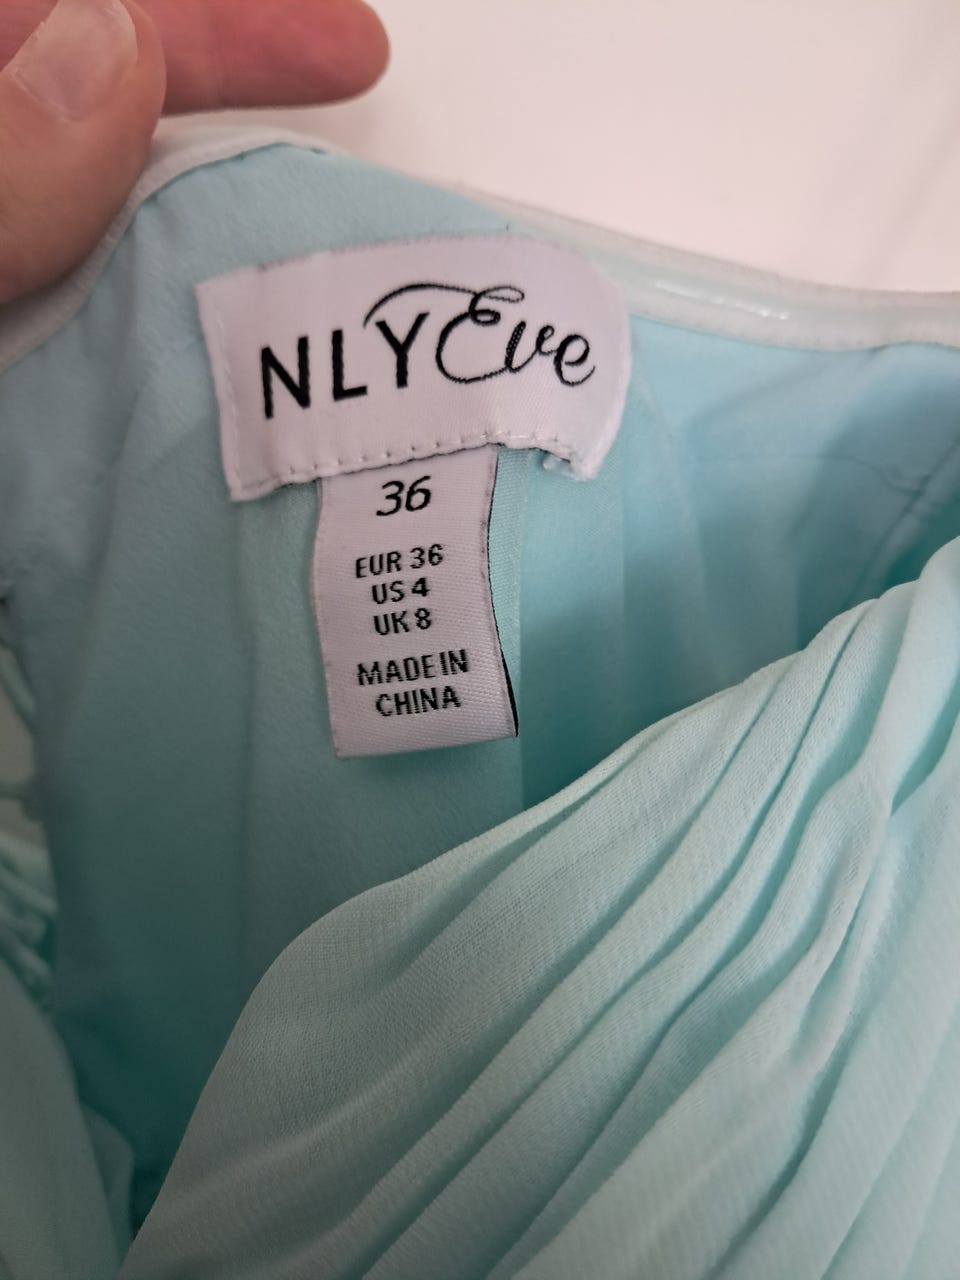 NLY Eve
36
EUR 36
US 4
UK 8
MADE IN
CHINA